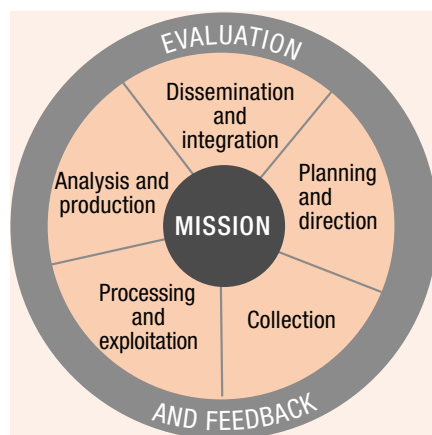 EVALUATION
Dissemination
and
integration
Planning
and
direction
Analysis and
production
MISSION
Processing
and
exploitation
Collection
AND FEEDBACK